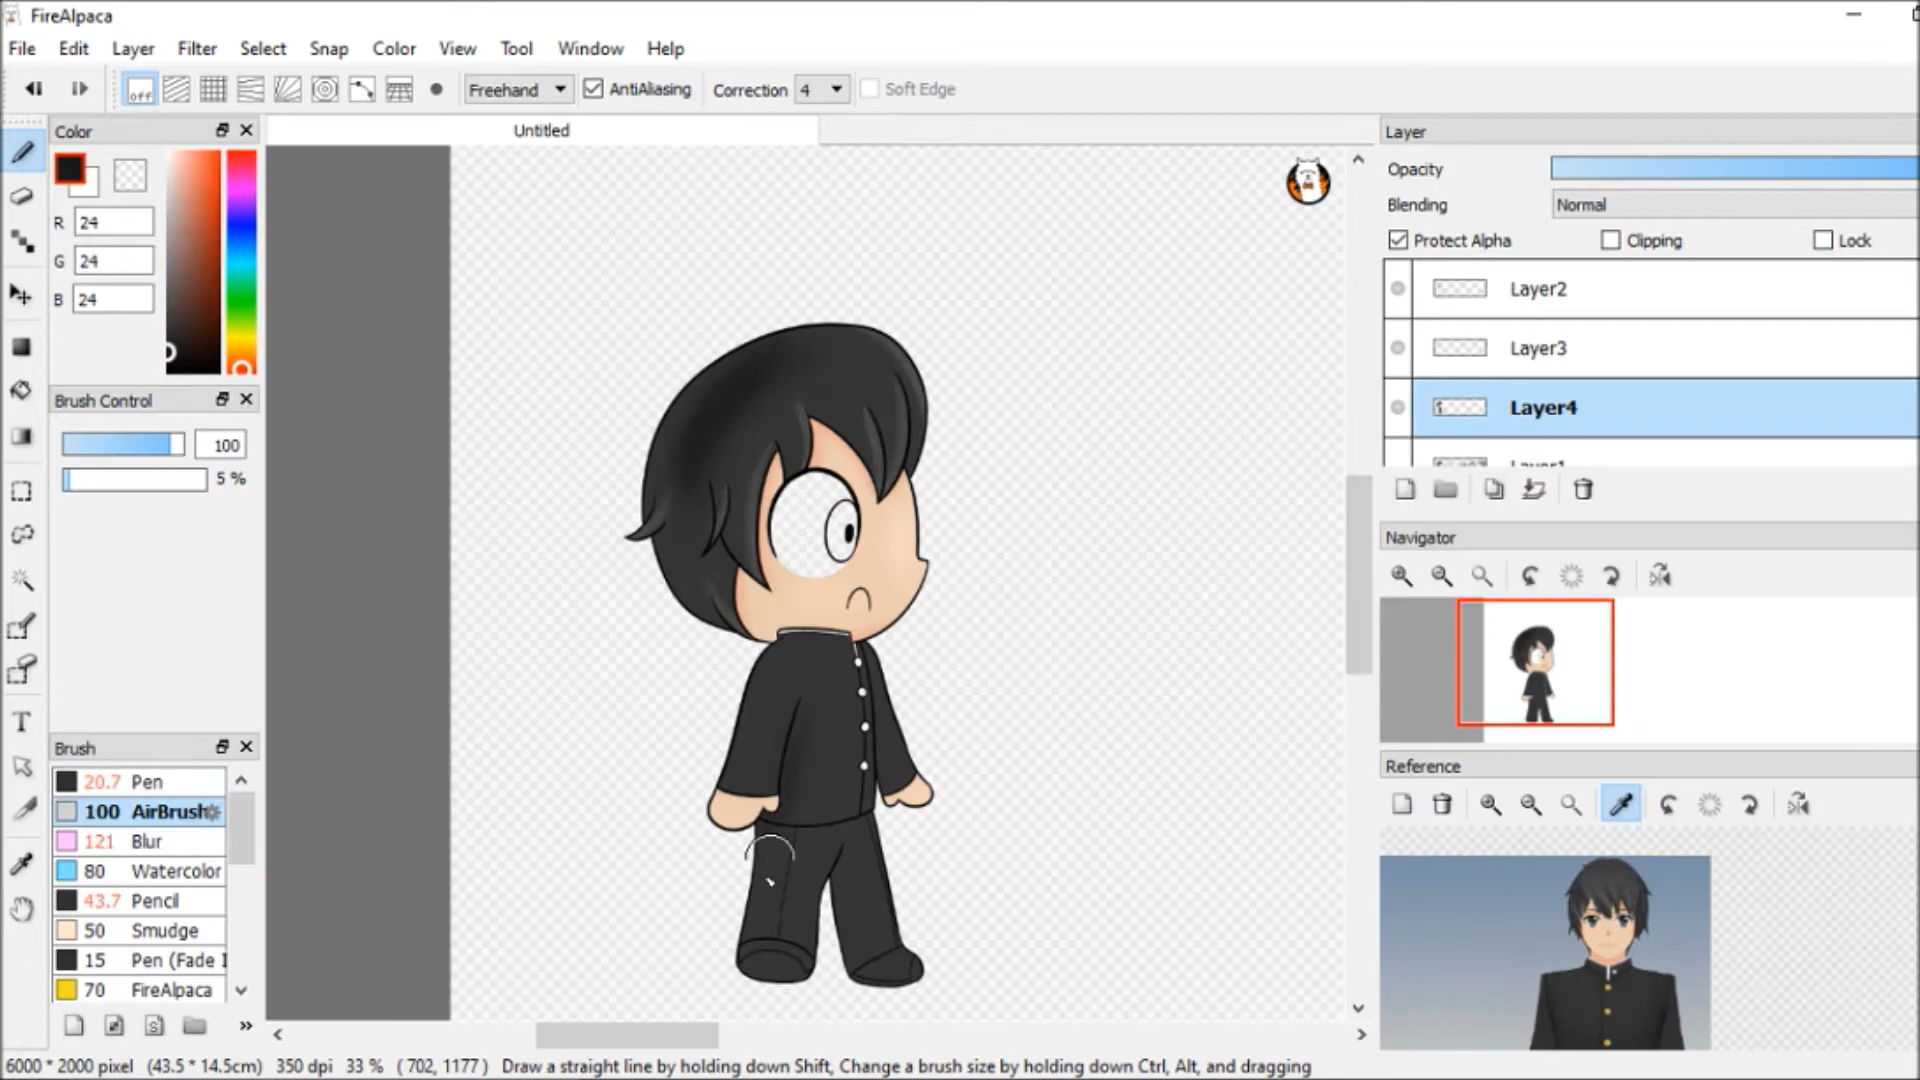 FireAlpaca
File Edit Layer Filter Select Snap Color View Tool Window Help
off Freehand AntiAliasing Correction 4 Soft Edge
Color
R 24
G 24
B 24
Brush Control
100
5 %
Brush
20.7 Pen
100 AirBrush
121 Blur
80 Watercolor
43.7 Pencil
50 Smudge
15 Pen (Fade I
70 FireAlpaca
Untitled
Layer
Opacity
Blending Normal
Protect Alpha Clipping Lock
Layer2
Layer3
Layer4
Navigator
Reference
6000 * 2000 pixel (43.5 * 14.5cm) 350 dpi 33 % ( 702, 1177 ) Draw a straight line by holding down Shift, Change a brush size by holding down Ctrl, Alt, and dragging